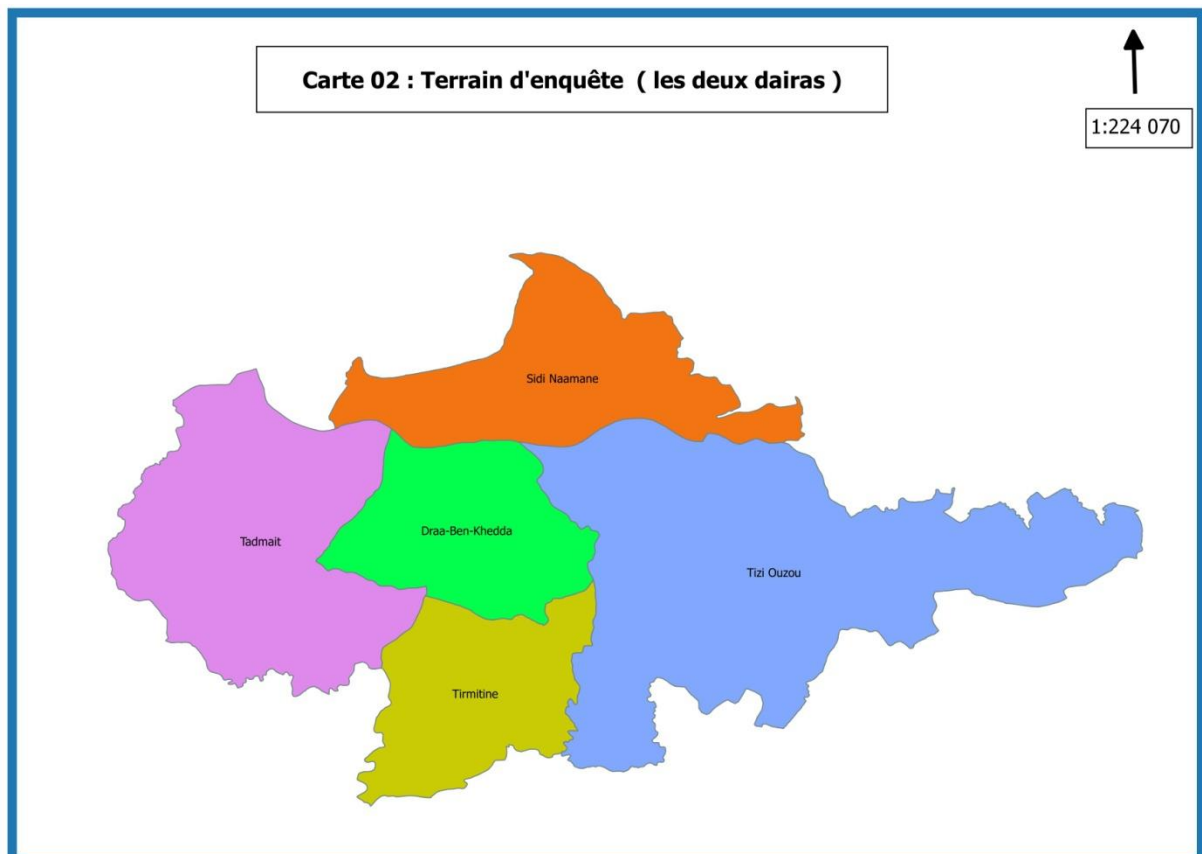 Carte 02 : Terrain d'enquête ( les deux dairas )
1:224 070
Sidi Naamane
Draa-Ben-Khedda
Tadmait
Tizi Ouzou
Tirmitine